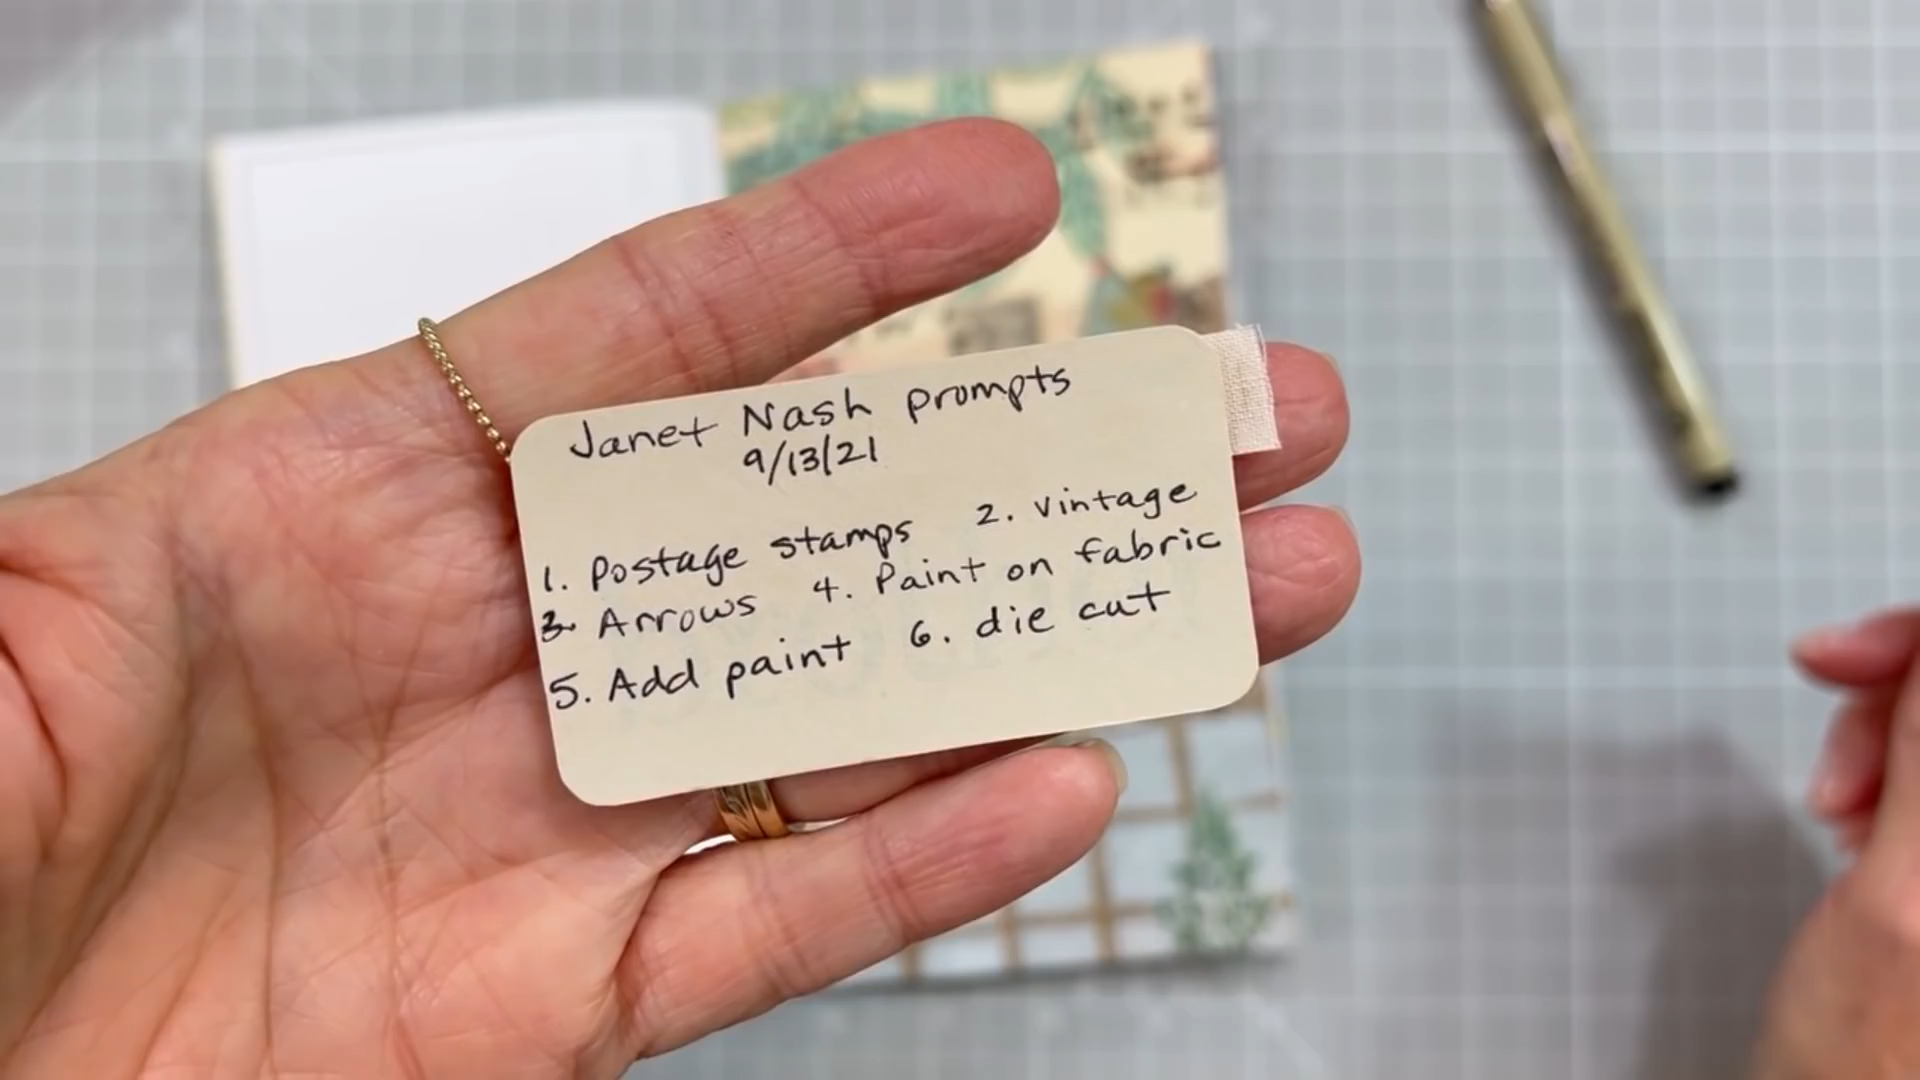 Janet Nash prompts
9/13/21
1. Postage stamps 2. vintage
3. Arrows 4. Paint on fabric
5. Add paint 6. die cut